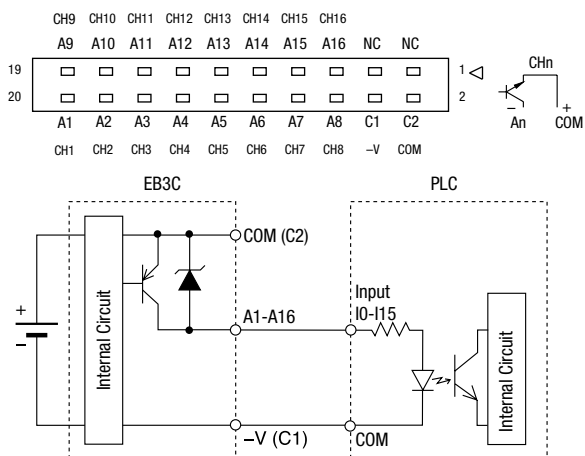 CH9 CH10 CH11 CH12 CH13 CH14 CH15 CH16
A9 A10 A11 A12 A13 A14 A15 A16 NC NC
19 1 CHn
20 2
A1 A2 A3 A4 A5 A6 A7 A8 C1 C2
CH1 CH2 CH3 CH4 CH5 CH6 CH7 CH8 –V COM
– +
An COM
EB3C PLC
COM (C2)
Input
A1-A16 I0-I15
+
–
Internal Circuit
Internal Circuit
–V (C1) COM